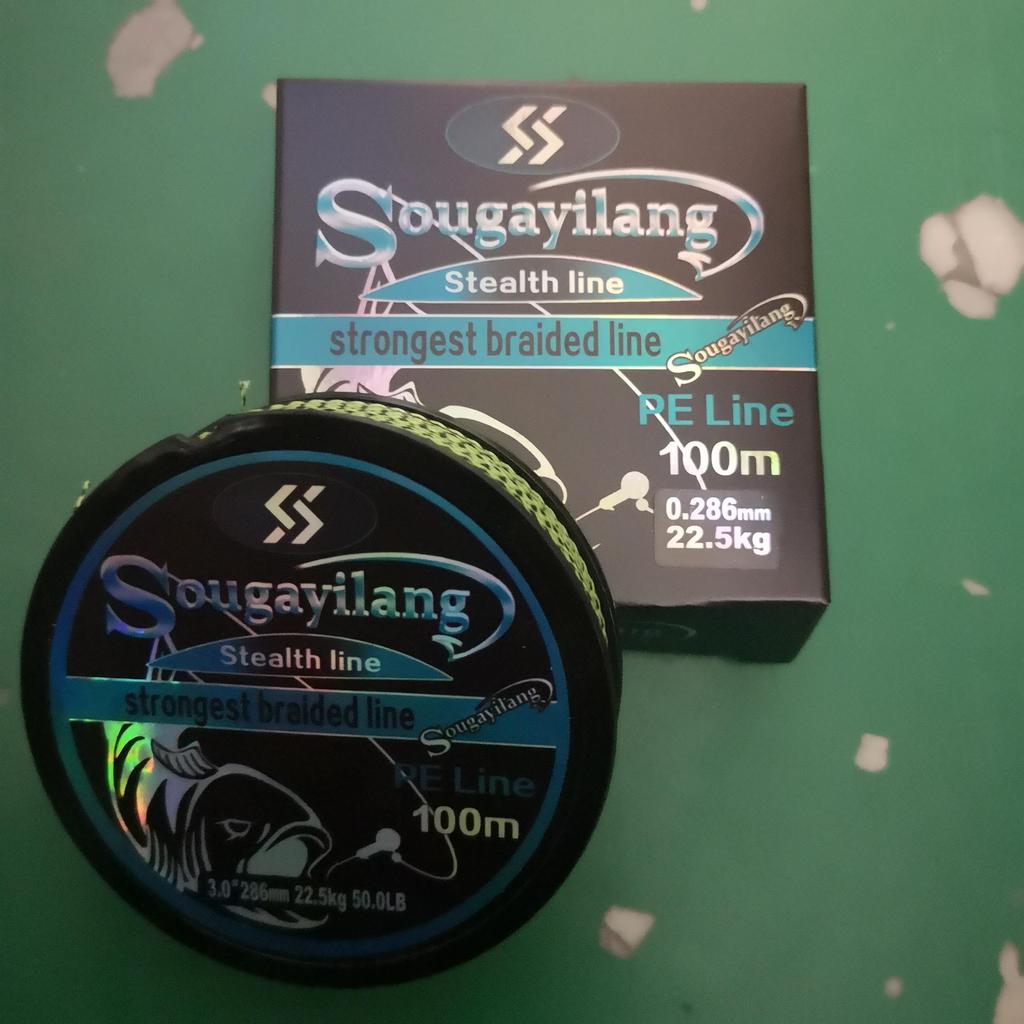 Sougayilang
Stealth line
strongest braided line
Sougayilang
PE Line
100m
0.286mm
22.5kg
Sougayilang
Stealth line
strongest braided line
Sougayilang
PE Line
100m
3.0# 286mm 22.5kg 50.0LB